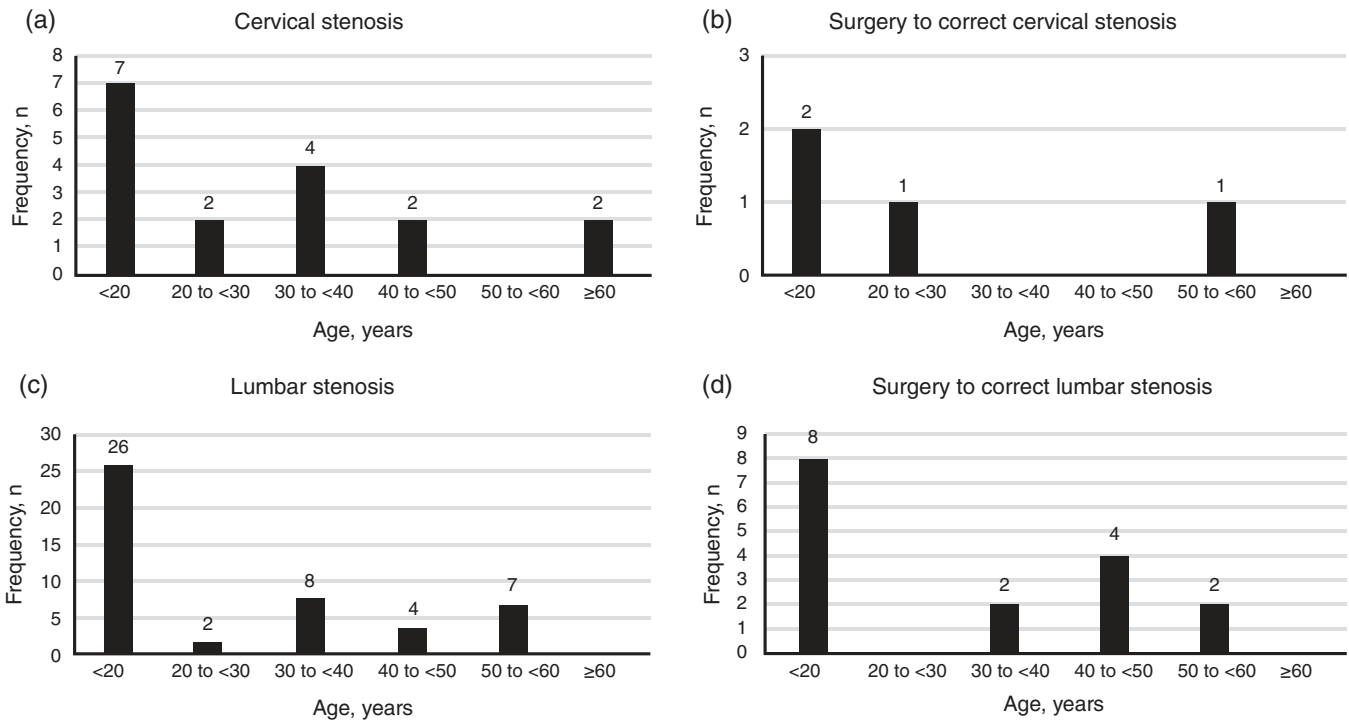 (a) Cervical stenosis
Frequency, n
8
7
6
5
4
3
2
1
0
7
2
4
2
2
<20 20 to <30 30 to <40 40 to <50 50 to <60 ≥60
Age, years
(b) Surgery to correct cervical stenosis
Frequency, n
3
2
1
0
2
1
1
<20 20 to <30 30 to <40 40 to <50 50 to <60 ≥60
Age, years
(c) Lumbar stenosis
Frequency, n
30
25
20
15
10
5
0
26
2
8
4
7
<20 20 to <30 30 to <40 40 to <50 50 to <60 ≥60
Age, years
(d) Surgery to correct lumbar stenosis
Frequency, n
9
8
7
6
5
4
3
2
1
0
8
2
4
2
<20 20 to <30 30 to <40 40 to <50 50 to <60 ≥60
Age, years